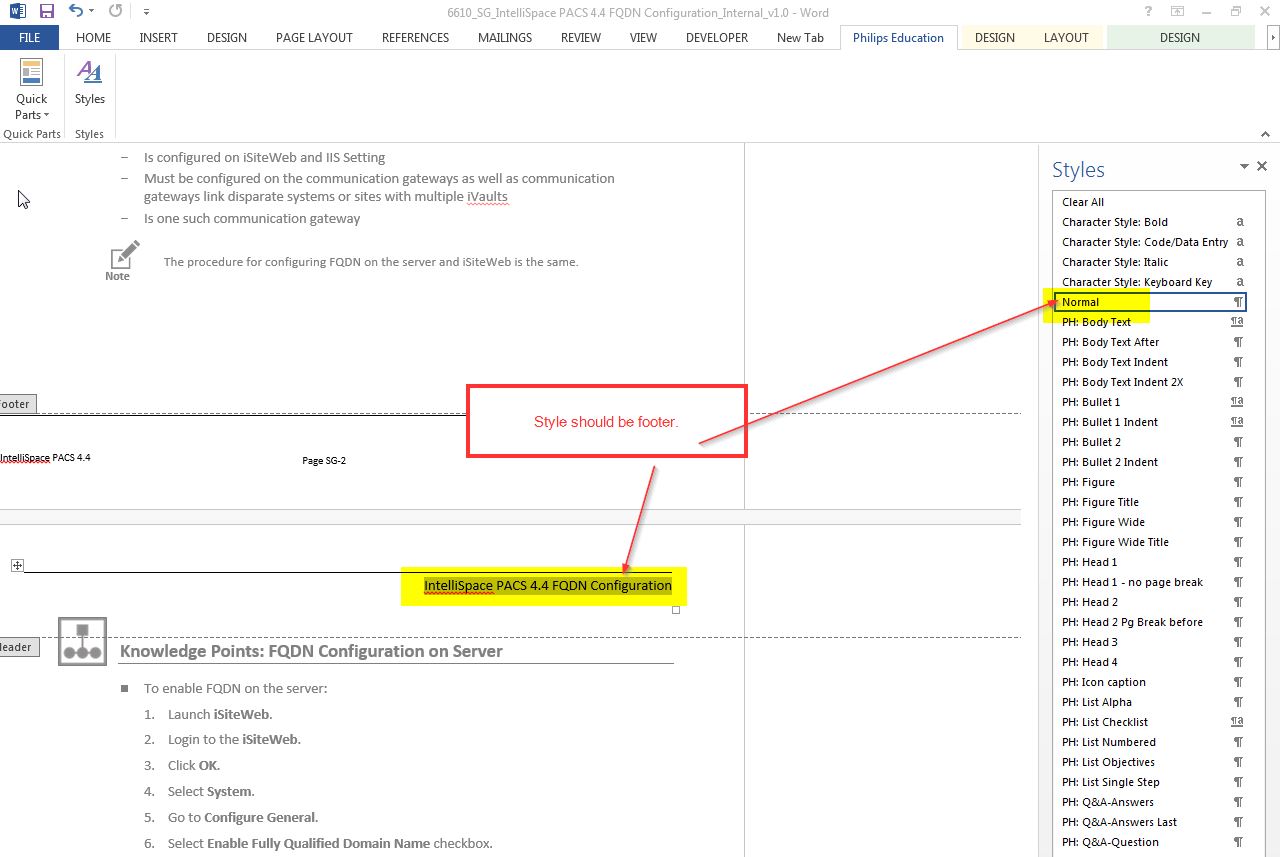 6610_SG_IntelliSpace PACS 4.4 FQDN Configuration_Internal_v1.0 - Word
FILE HOME INSERT DESIGN PAGE LAYOUT REFERENCES MAILINGS REVIEW VIEW DEVELOPER New Tab Philips Education DESIGN LAYOUT DESIGN
Quick Parts
Styles
Quick Parts
Styles
– Is configured on iSiteWeb and IIS Setting
– Must be configured on the communication gateways as well as communication
gateways link disparate systems or sites with multiple iVaults
– Is one such communication gateway
Note
The procedure for configuring FQDN on the server and iSiteWeb is the same.
ooter
Style should be footer.
IntelliSpace PACS 4.4
Page SG-2
IntelliSpace PACS 4.4 FQDN Configuration
eader
Knowledge Points: FQDN Configuration on Server
■ To enable FQDN on the server:
1. Launch iSiteWeb.
2. Login to the iSiteWeb.
3. Click OK.
4. Select System.
5. Go to Configure General.
6. Select Enable Fully Qualified Domain Name checkbox.
Styles
Clear All
Character Style: Bold a
Character Style: Code/Data Entry a
Character Style: Italic a
Character Style: Keyboard Key a
Normal ¶
PH: Body Text ¶a
PH: Body Text After ¶
PH: Body Text Indent ¶
PH: Body Text Indent 2X ¶
PH: Bullet 1 ¶a
PH: Bullet 1 Indent ¶a
PH: Bullet 2 ¶
PH: Bullet 2 Indent ¶
PH: Figure ¶
PH: Figure Title ¶
PH: Figure Wide ¶
PH: Figure Wide Title ¶
PH: Head 1 ¶
PH: Head 1 - no page break ¶
PH: Head 2 ¶
PH: Head 2 Pg Break before ¶
PH: Head 3 ¶
PH: Head 4 ¶
PH: Icon caption ¶
PH: List Alpha ¶
PH: List Checklist ¶a
PH: List Numbered ¶
PH: List Objectives ¶
PH: List Single Step ¶
PH: Q&A-Answers ¶
PH: Q&A-Answers Last ¶
PH: Q&A-Question ¶